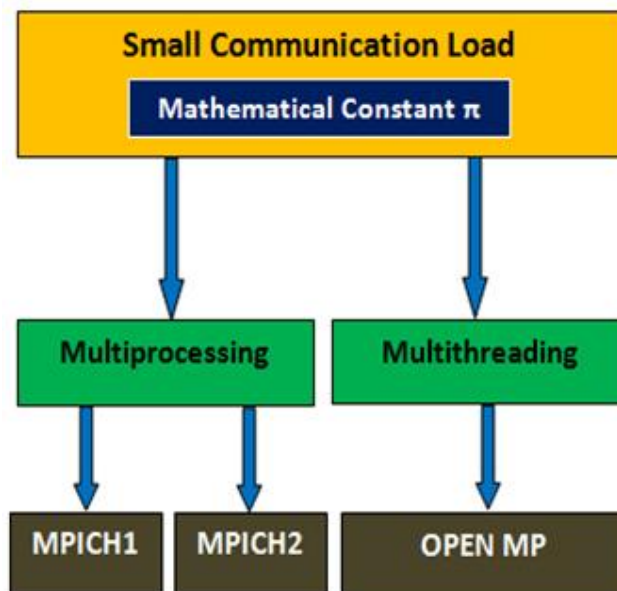 Small Communication Load
Mathematical Constant π
Multiprocessing
Multithreading
MPICH1
MPICH2
OPEN MP